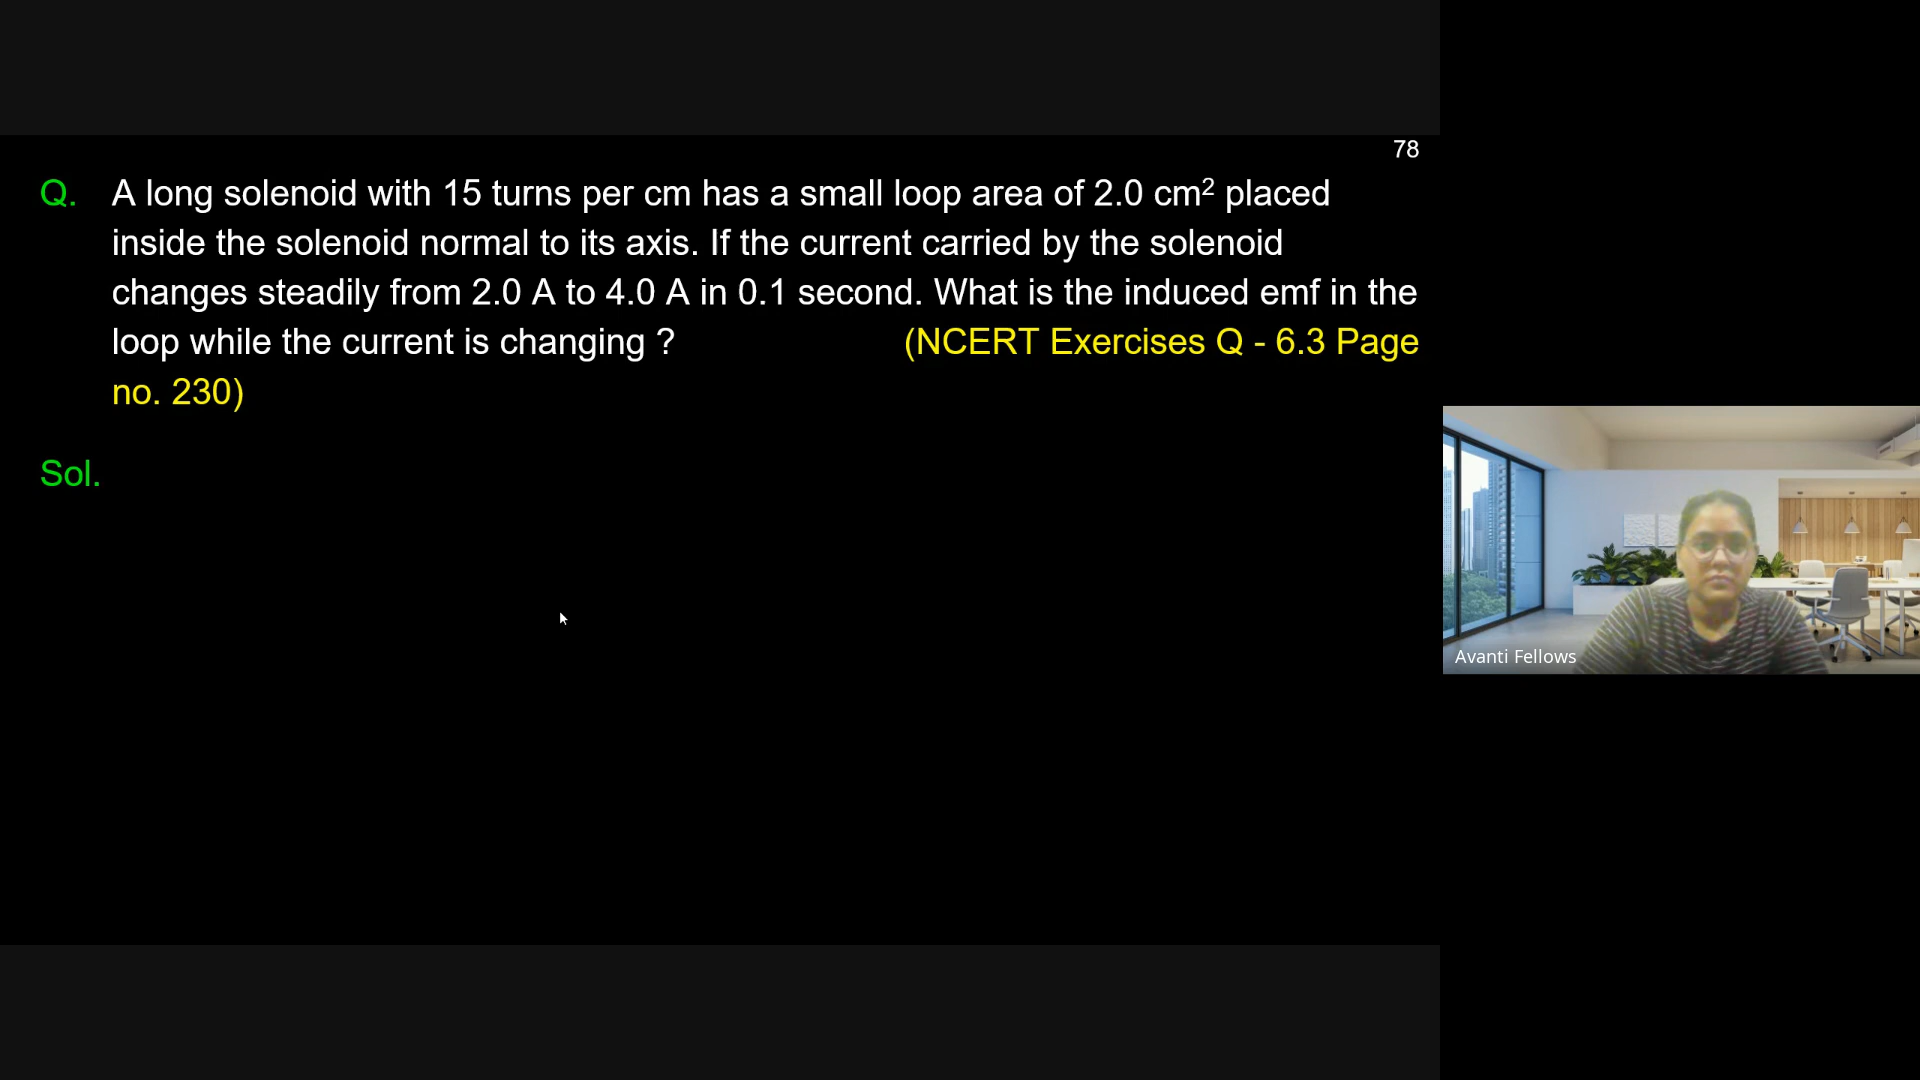 78
Q. A long solenoid with 15 turns per cm has a small loop area of 2.0 cm² placed
inside the solenoid normal to its axis. If the current carried by the solenoid
changes steadily from 2.0 A to 4.0 A in 0.1 second. What is the induced emf in the
loop while the current is changing ? (NCERT Exercises Q - 6.3 Page
no. 230)
Sol.
Avanti Fellows